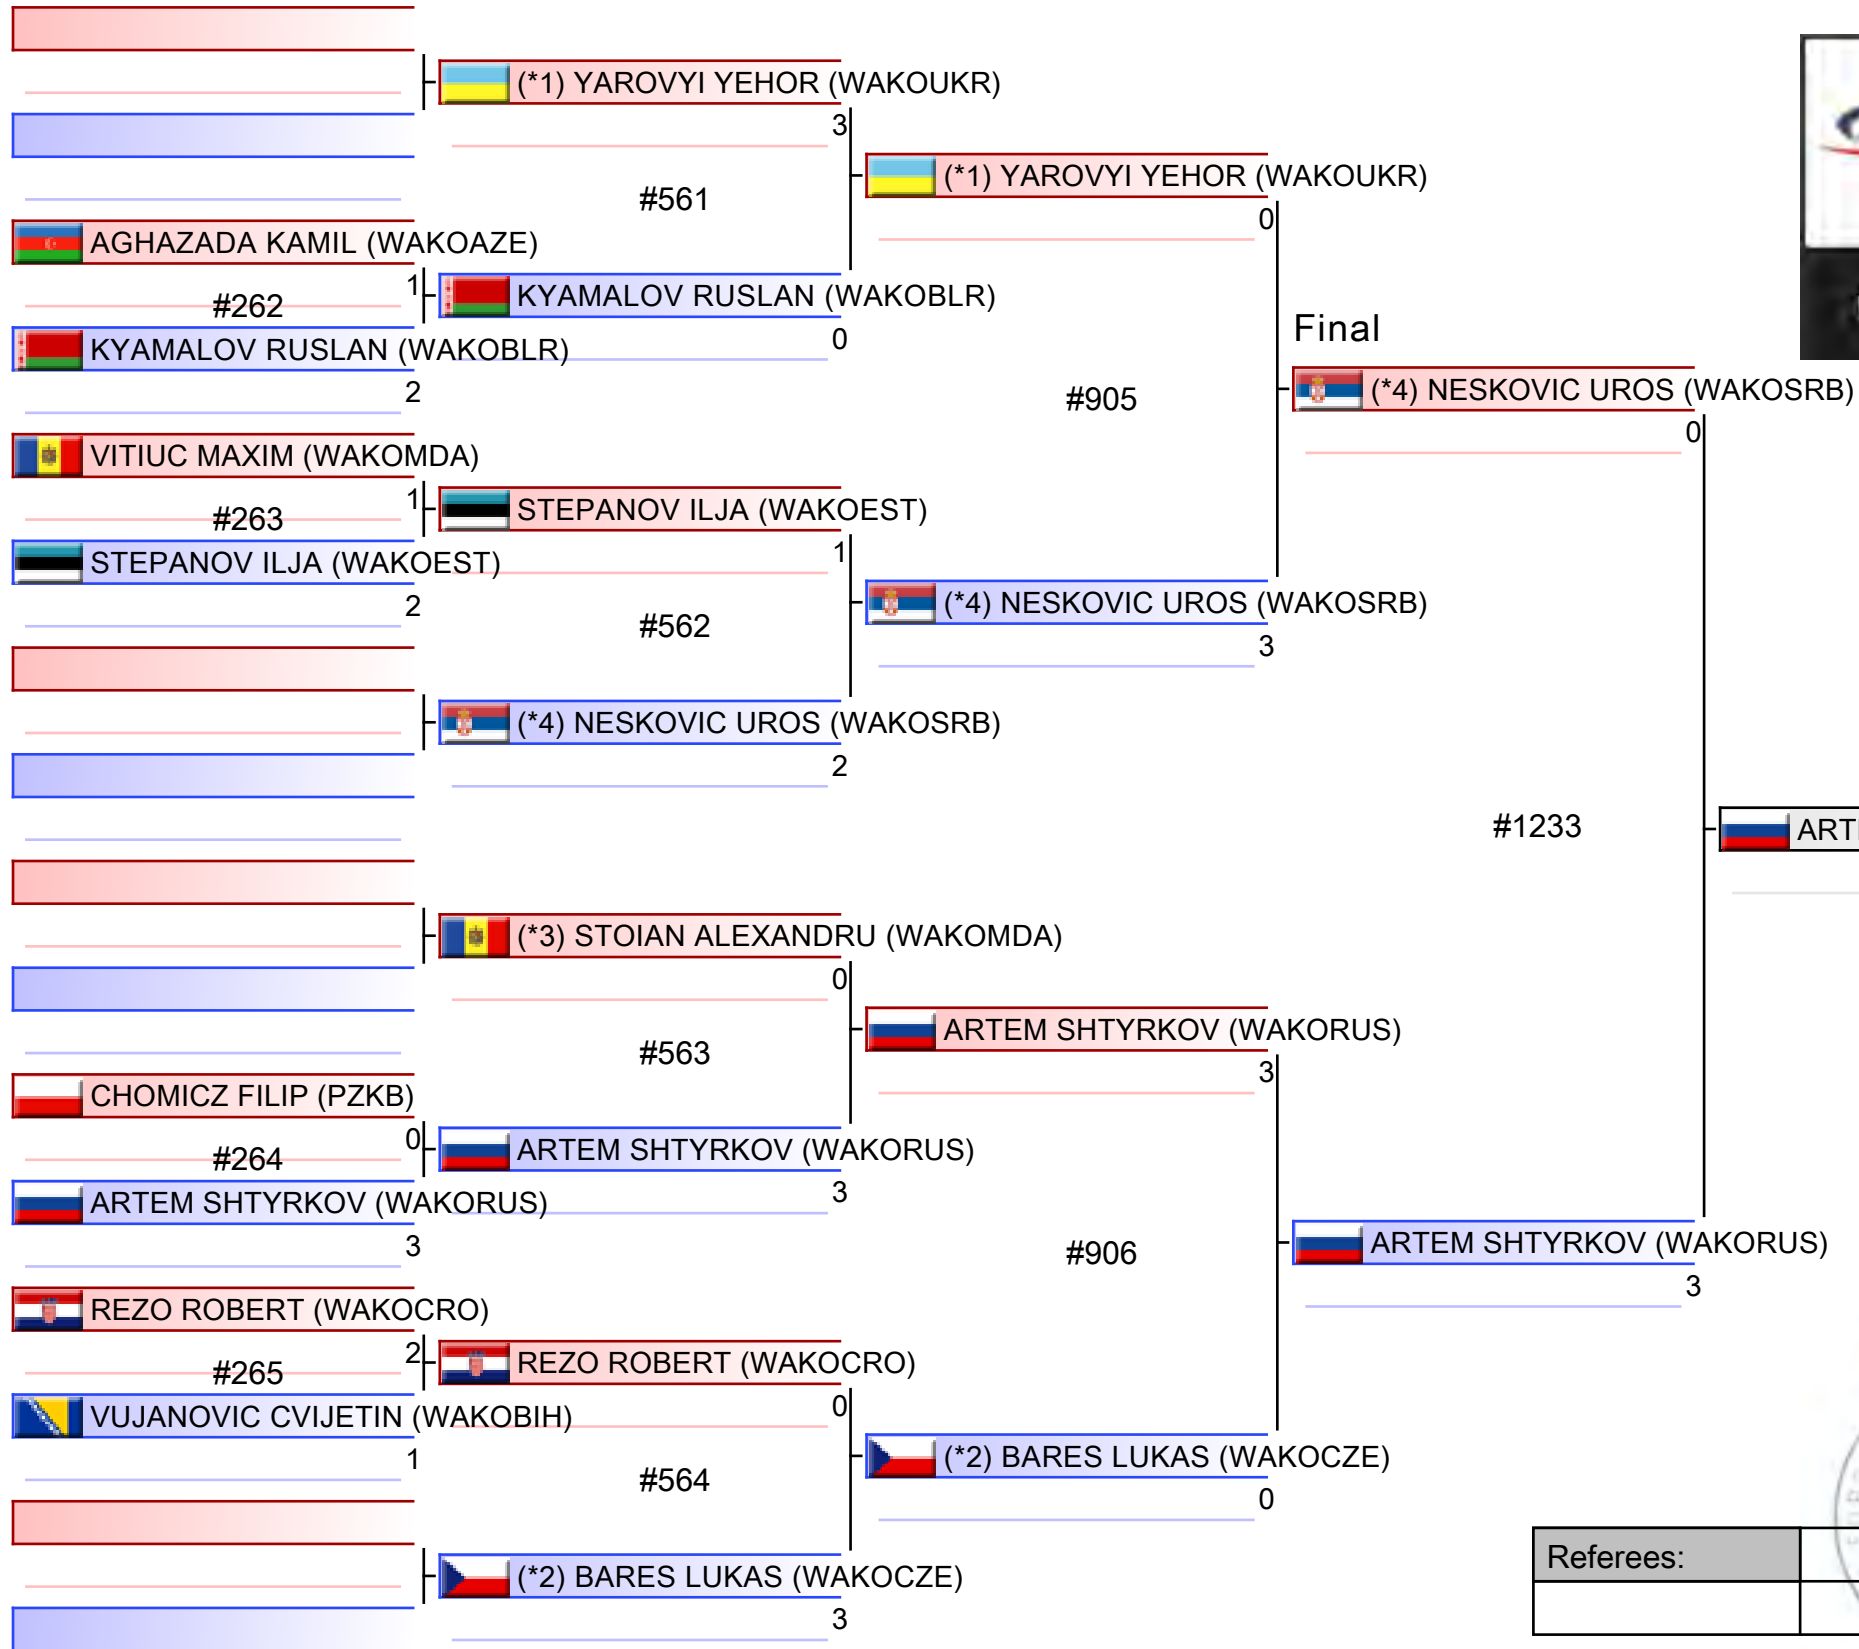 (*1) YAROVYI YEHOR (WAKOUKR)
3
(*1) YAROVYI YEHOR (WAKOUKR)
#561
0
AGHAZADA KAMIL (WAKOAZE)
1
#262
KYAMALOV RUSLAN (WAKOBLR)
0
Final
KYAMALOV RUSLAN (WAKOBLR)
2
#905
(*4) NESKOVIC UROS (WAKOSRB)
0
VITIUC MAXIM (WAKOMDA)
1
#263
STEPANOV ILJA (WAKOEST)
1
STEPANOV ILJA (WAKOEST)
2
(*4) NESKOVIC UROS (WAKOSRB)
3
#562
(*4) NESKOVIC UROS (WAKOSRB)
2
#1233
ART
(*3) STOIAN ALEXANDRU (WAKOMDA)
0
ARTEM SHTYRKOV (WAKORUS)
3
#563
CHOMICZ FILIP (PZKB)
0
#264
ARTEM SHTYRKOV (WAKORUS)
3
ARTEM SHTYRKOV (WAKORUS)
3
#906
ARTEM SHTYRKOV (WAKORUS)
3
REZO ROBERT (WAKOCRO)
2
#265
REZO ROBERT (WAKOCRO)
0
VUJANOVIC CVIJETIN (WAKOBIH)
1
(*2) BARES LUKAS (WAKOCZE)
0
#564
(*2) BARES LUKAS (WAKOCZE)
3
Referees: